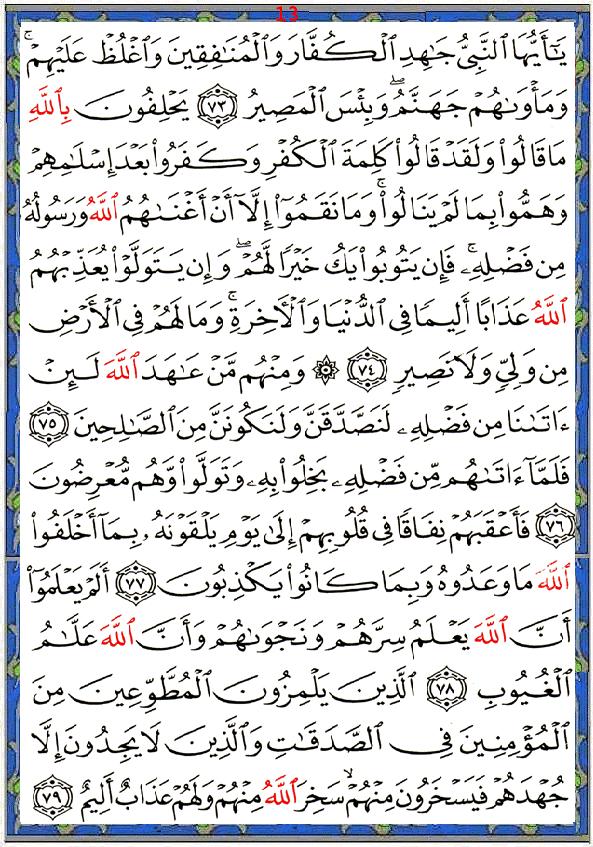 13
يَٰٓأَيُّهَا ٱلنَّبِىُّ جَٰهِدِ ٱلْكُفَّارَ وَٱلْمُنَٰفِقِينَ وَٱغْلُظْ عَلَيْهِمْ ۚ
وَمَأْوَىٰهُمْ جَهَنَّمُ ۖ وَبِئْسَ ٱلْمَصِيرُ ٧٣ يَحْلِفُونَ بِٱللَّهِ
مَا قَالُوا۟ وَلَقَدْ قَالُوا۟ كَلِمَةَ ٱلْكُفْرِ وَكَفَرُوا۟ بَعْدَ إِسْلَٰمِهِمْ
وَهَمُّوا۟ بِمَا لَمْ يَنَالُوا۟ ۚ وَمَا نَقَمُوٓا۟ إِلَّآ أَنْ أَغْنَىٰهُمُ ٱللَّهُ وَرَسُولُهُۥ
مِن فَضْلِهِۦ ۚ فَإِن يَتُوبُوا۟ يَكُ خَيْرًا لَّهُمْ ۖ وَإِن يَتَوَلَّوْا۟ يُعَذِّبْهُمُ
ٱللَّهُ عَذَابًا أَلِيمًا فِى ٱلدُّنْيَا وَٱلْءَاخِرَةِ ۚ وَمَا لَهُمْ فِى ٱلْأَرْضِ
مِن وَلِىٍّ وَلَا نَصِيرٍ ٧٤ ۞ وَمِنْهُم مَّنْ عَٰهَدَ ٱللَّهَ لَئِنْ
ءَاتَىٰنَا مِن فَضْلِهِۦ لَنَصَّدَّقَنَّ وَلَنَكُونَنَّ مِنَ ٱلصَّٰلِحِينَ ٧٥
فَلَمَّآ ءَاتَىٰهُم مِّن فَضْلِهِۦ بَخِلُوا۟ بِهِۦ وَتَوَلَّوا۟ وَّهُم مُّعْرِضُونَ
٧٦ فَأَعْقَبَهُمْ نِفَاقًا فِى قُلُوبِهِمْ إِلَىٰ يَوْمِ يَلْقَوْنَهُۥ بِمَآ أَخْلَفُوا۟
ٱللَّهَ مَا وَعَدُوهُ وَبِمَا كَانُوا۟ يَكْذِبُونَ ٧٧ أَلَمْ يَعْلَمُوٓا۟
أَنَّ ٱللَّهَ يَعْلَمُ سِرَّهُمْ وَنَجْوَىٰهُمْ وَأَنَّ ٱللَّهَ عَلَّٰمُ
ٱلْغُيُوبِ ٧٨ ٱلَّذِينَ يَلْمِزُونَ ٱلْمُطَّوِّعِينَ مِنَ
ٱلْمُؤْمِنِينَ فِى ٱلصَّدَقَٰتِ وَٱلَّذِينَ لَا يَجِدُونَ إِلَّا
جُهْدَهُمْ فَيَسْخَرُونَ مِنْهُمْ ۙ سَخِرَ ٱللَّهُ مِنْهُمْ وَلَهُمْ عَذَابٌ أَلِيمٌ ٧٩